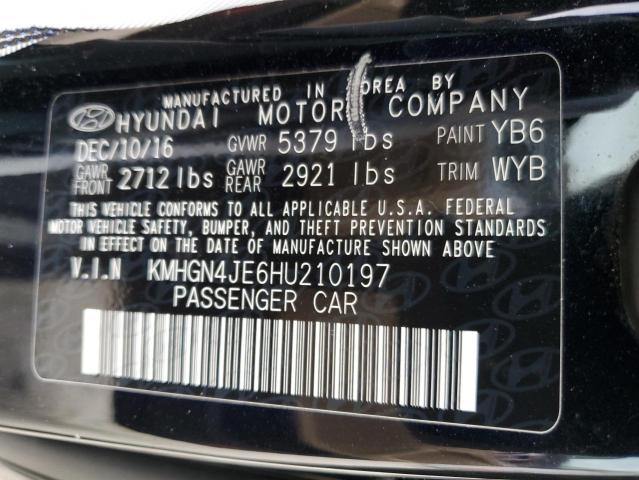 MANUFACTURED IN KOREA BY
HYUNDAI MOTOR COMPANY
DEC/10/16 GVWR 5379 lbs PAINT YB6
GAWR FRONT 2712 lbs GAWR REAR 2921 lbs TRIM WYB
THIS VEHICLE CONFORMS TO ALL APPLICABLE U.S.A. FEDERAL
MOTOR VEHICLE SAFETY, BUMPER, AND THEFT PREVENTION STANDARDS
IN EFFECT ON THE DATE OF MANUFACTURE SHOWN ABOVE
V.I.N KMHGN4JE6HU210197
PASSENGER CAR